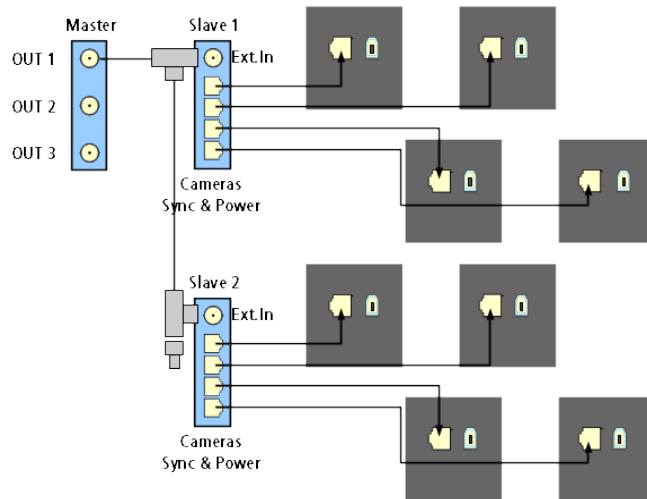 Master
Slave 1
OUT 1
Ext.In
OUT 2
OUT 3
Cameras
Sync & Power
Slave 2
Ext.In
Cameras
Sync & Power